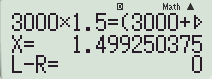 Math ▲
3000×1.5=(3000+▷
X= 1.499250375
L-R= 0